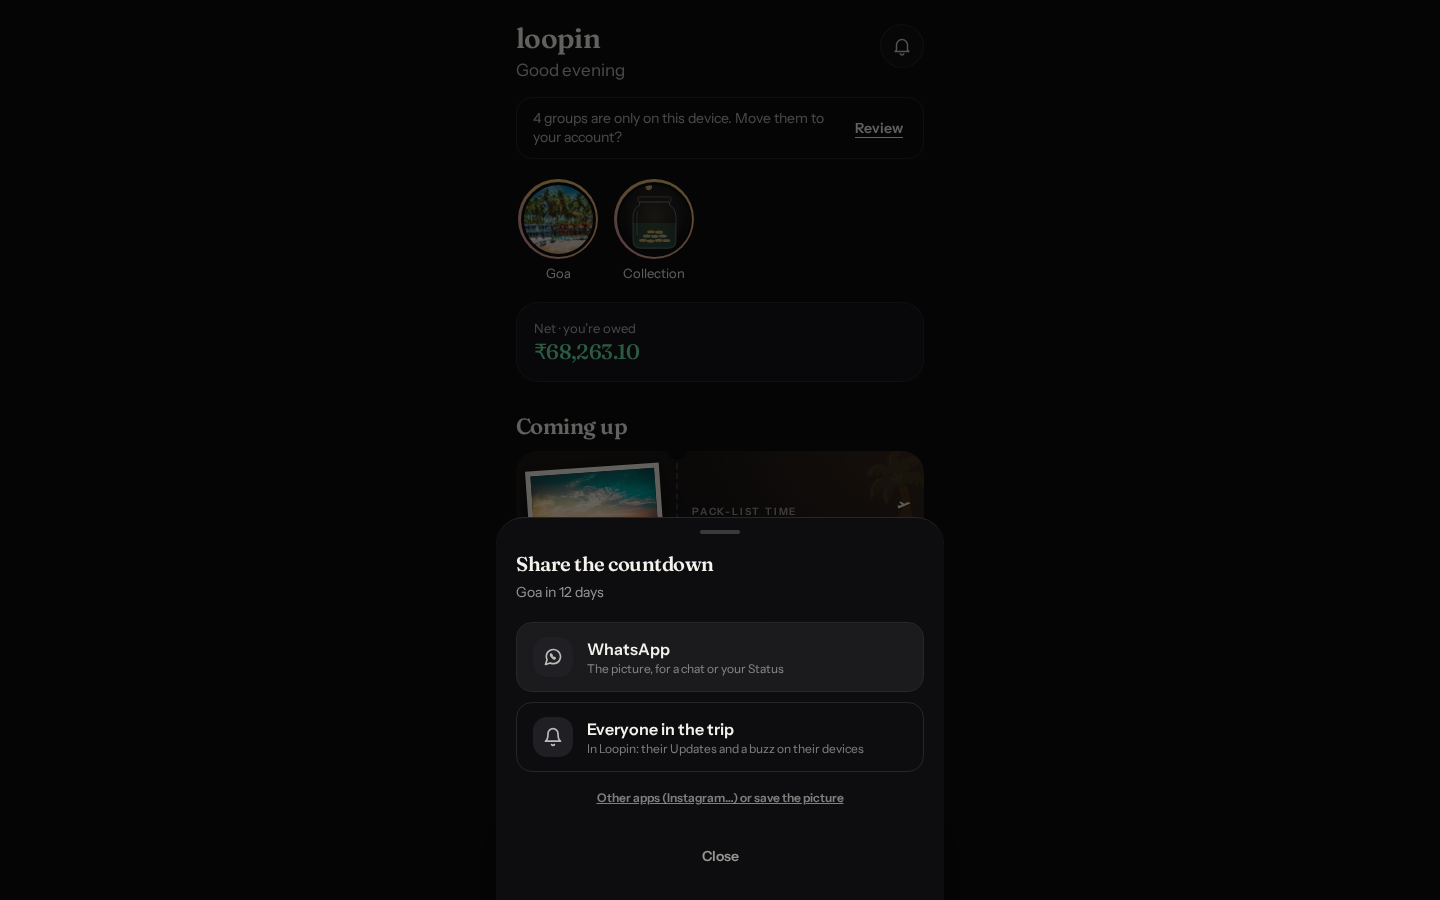 loopin
Good evening
4 groups are only on this device. Move them to
your account?
Review
Goa
Collection
Net · you're owed
₹68,263.10
Coming up
PACK-LIST TIME
Share the countdown
Goa in 12 days
WhatsApp
The picture, for a chat or your Status
Everyone in the trip
In Loopin: their Updates and a buzz on their devices
Other apps (Instagram...) or save the picture
Close